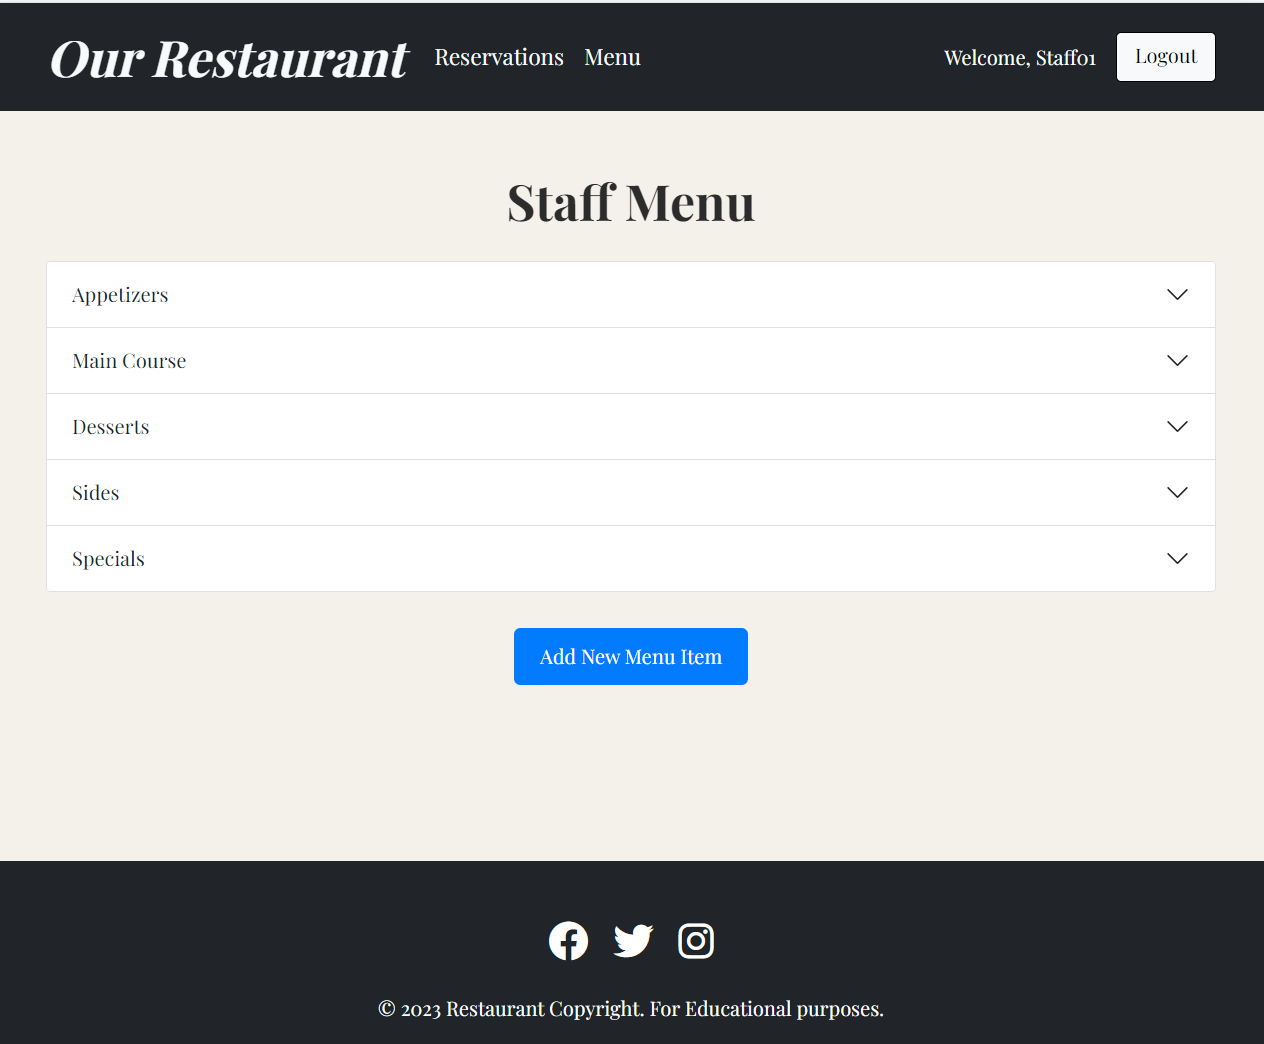 Our Restaurant Reservations Menu Welcome, Staff01 Logout
Staff Menu
Appetizers
Main Course
Desserts
Sides
Specials
Add New Menu Item
© 2023 Restaurant Copyright. For Educational purposes.